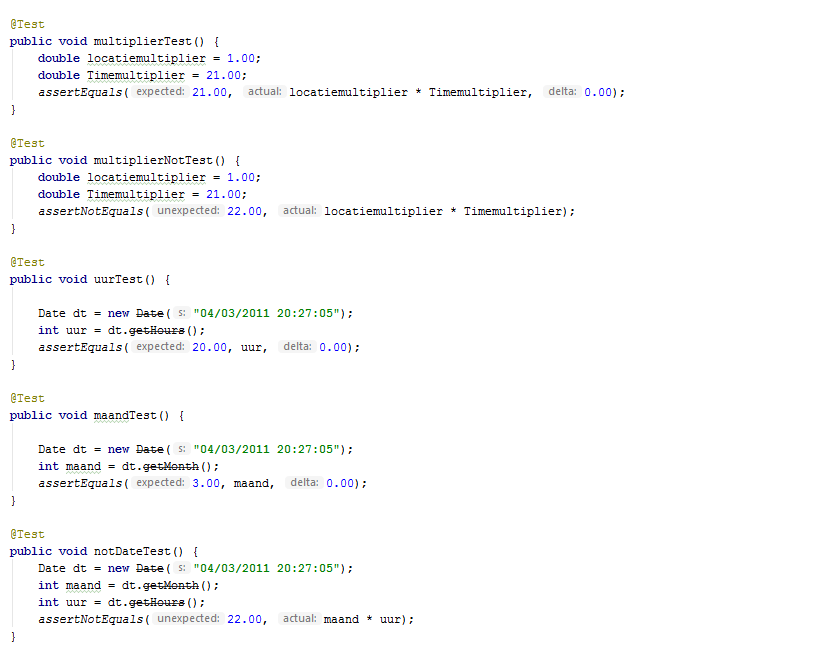 @Test
public void multiplierTest() {
    double locatiemultiplier = 1.00;
    double Timemultiplier = 21.00;
    assertEquals( expected: 21.00, actual: locatiemultiplier * Timemultiplier, delta: 0.00);
}
@Test
public void multiplierNotTest() {
    double locatiemultiplier = 1.00;
    double Timemultiplier = 21.00;
    assertNotEquals( unexpected: 22.00, actual: locatiemultiplier * Timemultiplier);
}
@Test
public void uurTest() {
    Date dt = new Date( s: "04/03/2011 20:27:05");
    int uur = dt.getHours();
    assertEquals( expected: 20.00, uur, delta: 0.00);
}
@Test
public void maandTest() {
    Date dt = new Date( s: "04/03/2011 20:27:05");
    int maand = dt.getMonth();
    assertEquals( expected: 3.00, maand, delta: 0.00);
}
@Test
public void notDateTest() {
    Date dt = new Date( s: "04/03/2011 20:27:05");
    int maand = dt.getMonth();
    int uur = dt.getHours();
    assertNotEquals( unexpected: 22.00, actual: maand * uur);
}